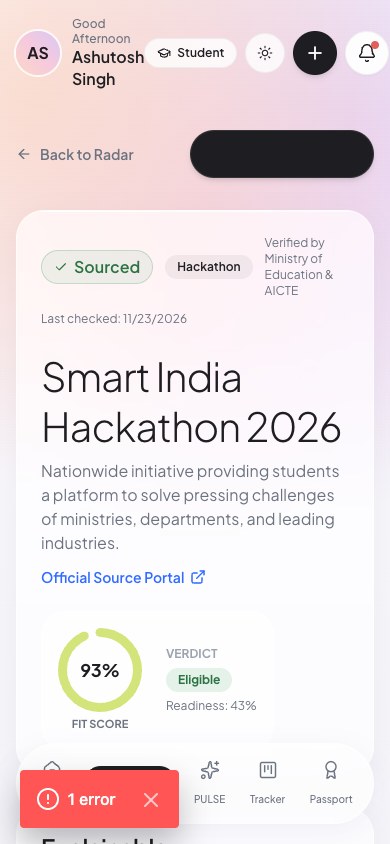 Good
Afternoon
AS
Ashutosh
Singh
Student
Back to Radar
Sourced
Hackathon
Verified by
Ministry of
Education &
AICTE
Last checked: 11/23/2026
Smart India
Hackathon 2026
Nationwide initiative providing students
a platform to solve pressing challenges
of ministries, departments, and leading
industries.
Official Source Portal
93%
FIT SCORE
VERDICT
Eligible
Readiness: 43%
PULSE
Tracker
Passport
1 error